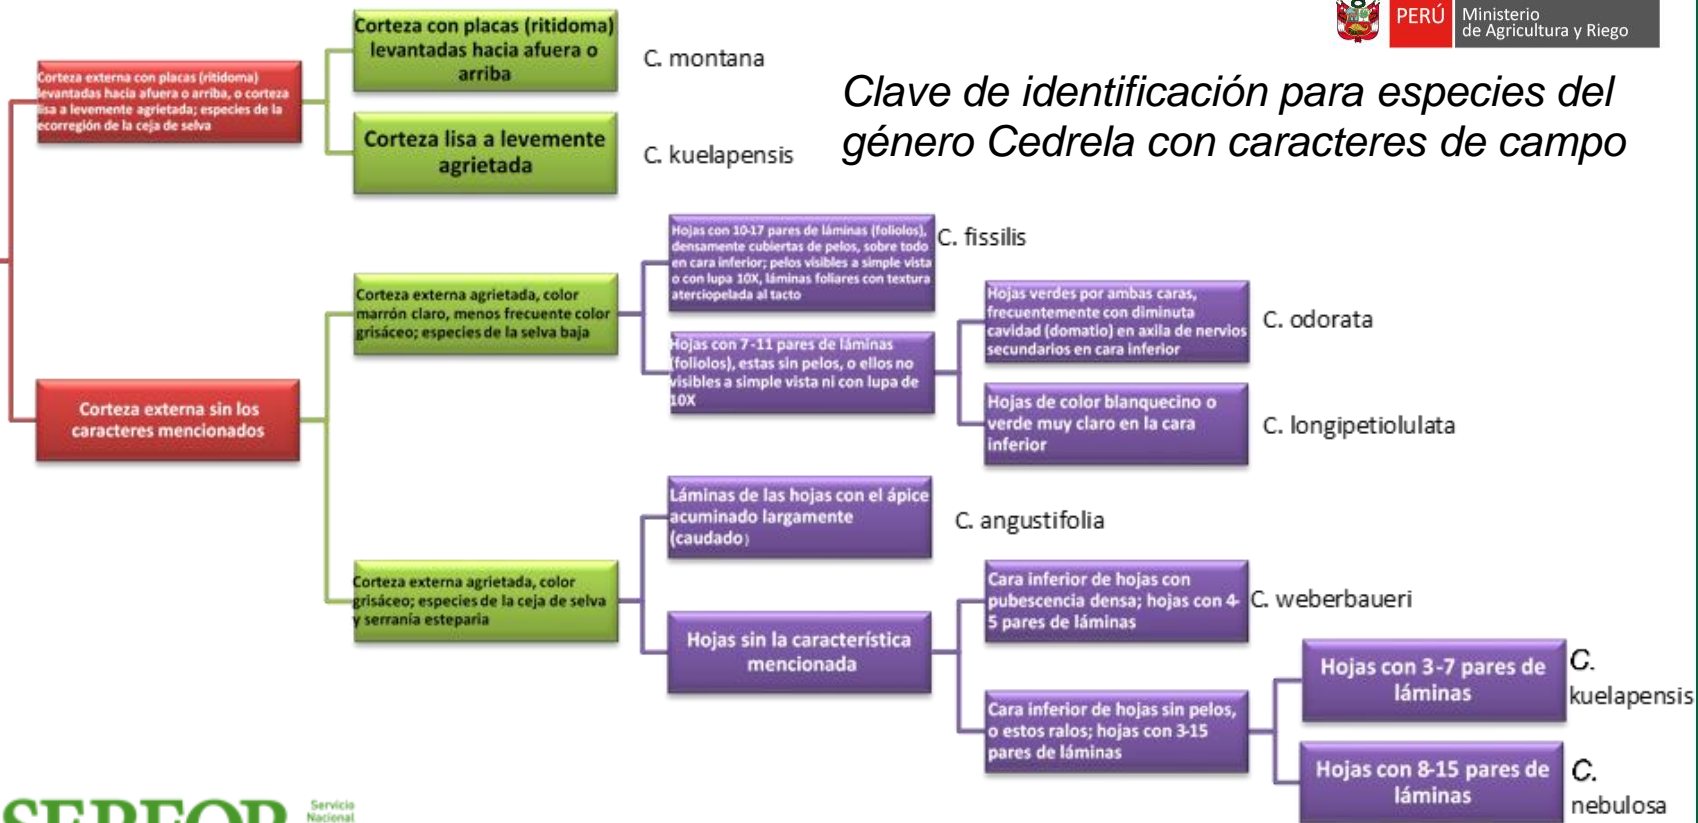 PERÚ
Ministerio
de Agricultura y Riego
Clave de identificación para especies del
género Cedrela con caracteres de campo
Corteza externa con placas (ritidoma)
levantadas hacia afuera o arriba, o corteza
lisa a levemente agrietada; especies de la
ecorregión de la ceja de selva
Corteza con placas (ritidoma)
levantadas hacia afuera o
arriba
C. montana
Corteza lisa a levemente
agrietada
C. kuelapensis
Corteza externa sin los
caracteres mencionados
Corteza externa agrietada, color
marrón claro, menos frecuente color
grisáceo; especies de la selva baja
Hojas con 10-17 pares de láminas (foliolos),
densamente cubiertas de pelos, sobre todo
en cara inferior; pelos visibles a simple vista
o con lupa 10X, láminas foliares con textura
aterciopelada al tacto
C. fissilis
Hojas con 7-11 pares de láminas
(foliolos), estas sin pelos, o ellos no
visibles a simple vista ni con lupa de
10X
Hojas verdes por ambas caras,
frecuentemente con diminuta
cavidad (domatio) en axila de nervios
secundarios en cara inferior
C. odorata
Hojas de color blanquecino o
verde muy claro en la cara
inferior
C. longipetiolulata
Corteza externa agrietada, color
grisáceo; especies de la ceja de selva
y serranía esteparia
Láminas de las hojas con el ápice
acuminado largamente
(caudado)
C. angustifolia
Hojas sin la característica
mencionada
Cara inferior de hojas con
pubescencia densa; hojas con 4-
5 pares de láminas
C. weberbaueri
Cara inferior de hojas sin pelos,
o estos ralos; hojas con 3-15
pares de láminas
Hojas con 3-7 pares de
láminas
C.
kuelapensis
Hojas con 8-15 pares de
láminas
C.
nebulosa
SERFOR
Servicio
Nacional